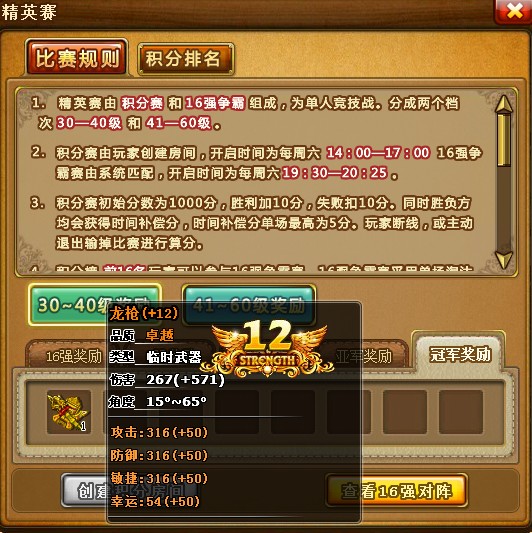 精英赛
比赛规则 积分排名
1. 精英赛由 积分赛 和 16强争霸 组成，为单人竞技战。分成两个档
次 30—40级 和 41—60级。
2. 积分赛由玩家创建房间，开启时间为每周六 14：00—17：00 16强争
霸赛由系统匹配，开启时间为每周六19：30—20：25 。
3. 积分赛初始分数为1000分，胜利加10分，失败扣10分。同时胜负方
均会获得时间补偿分，时间补偿分单场最高为5分。玩家断线，或主动
退出输掉比赛进行算分。
30~40级奖励 41~60级奖励
16强奖励 亚军奖励 冠军奖励
龙枪(+12)
品质 卓越
类型 临时武器
12
STRENGTH
伤害 267(+571)
角度 15°~65°
1
攻击:316(+50)
防御:316(+50)
敏捷:316(+50)
幸运:54(+50)
创建积分房间 查看16强对阵